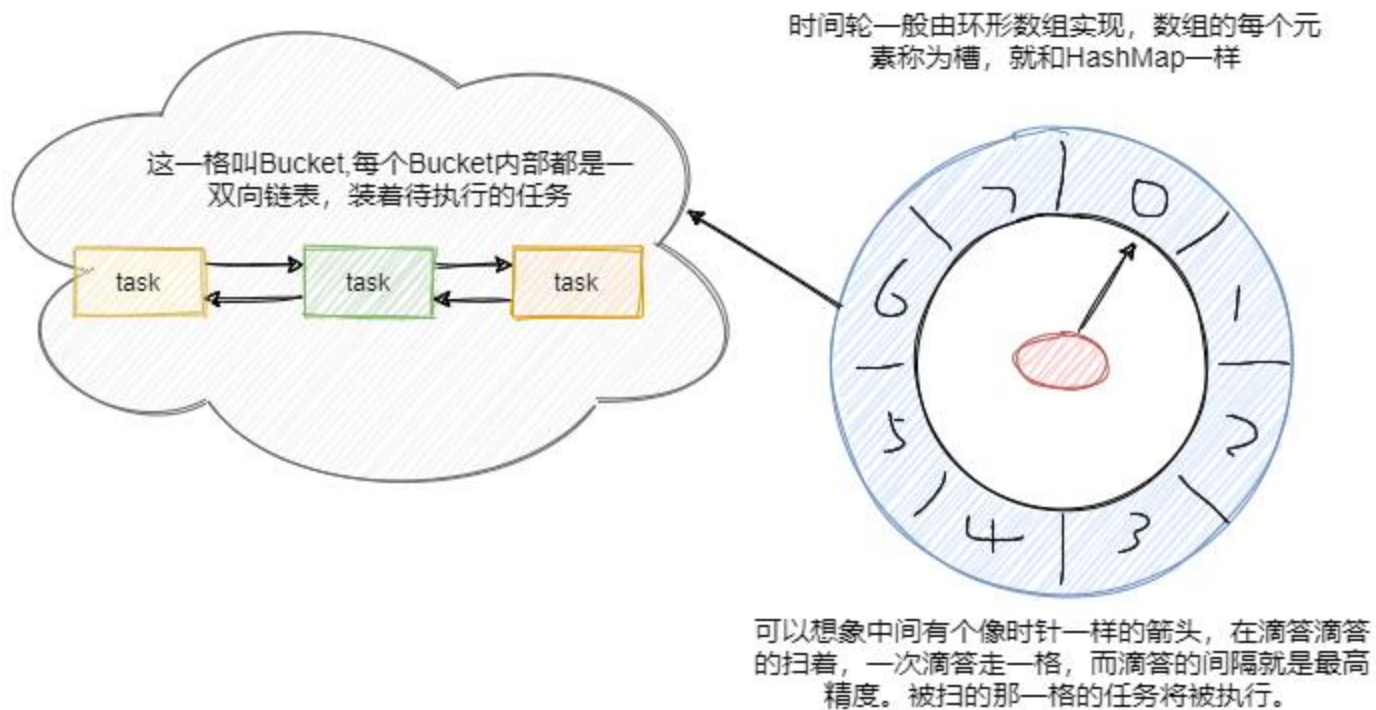 时间轮一般由环形数组实现，数组的每个元
素称为槽，就和HashMap一样
这一格叫Bucket,每个Bucket内部都是一
双向链表，装着待执行的任务
task
task
task
0
1
2
3
4
5
6
7
可以想象中间有个像时针一样的箭头，在滴答滴答
的扫着，一次滴答走一格，而滴答的间隔就是最高
精度。被扫的那一格的任务将被执行。